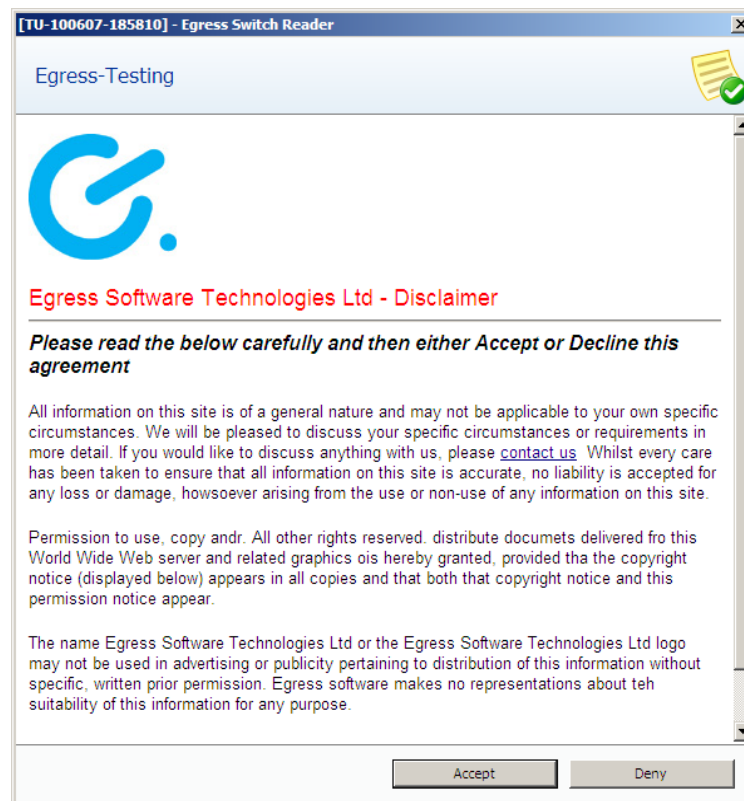 [TU-100607-185810] - Egress Switch Reader
Egress-Testing
Egress Software Technologies Ltd - Disclaimer
Please read the below carefully and then either Accept or Decline this
agreement
All information on this site is of a general nature and may not be applicable to your own specific
circumstances. We will be pleased to discuss your specific circumstances or requirements in
more detail. If you would like to discuss anything with us, please contact us  Whilst every care
has been taken to ensure that all information on this site is accurate, no liability is accepted for
any loss or damage, howsoever arising from the use or non-use of any information on this site.
Permission to use, copy andr. All other rights reserved. distribute documets delivered fro this
World Wide Web server and related graphics ois hereby granted, provided tha the copyright
notice (displayed below) appears in all copies and that both that copyright notice and this
permission notice appear.
The name Egress Software Technologies Ltd or the Egress Software Technologies Ltd logo
may not be used in advertising or publicity pertaining to distribution of this information without
specific, written prior permission. Egress software makes no representations about teh
suitability of this information for any purpose.
Accept Deny